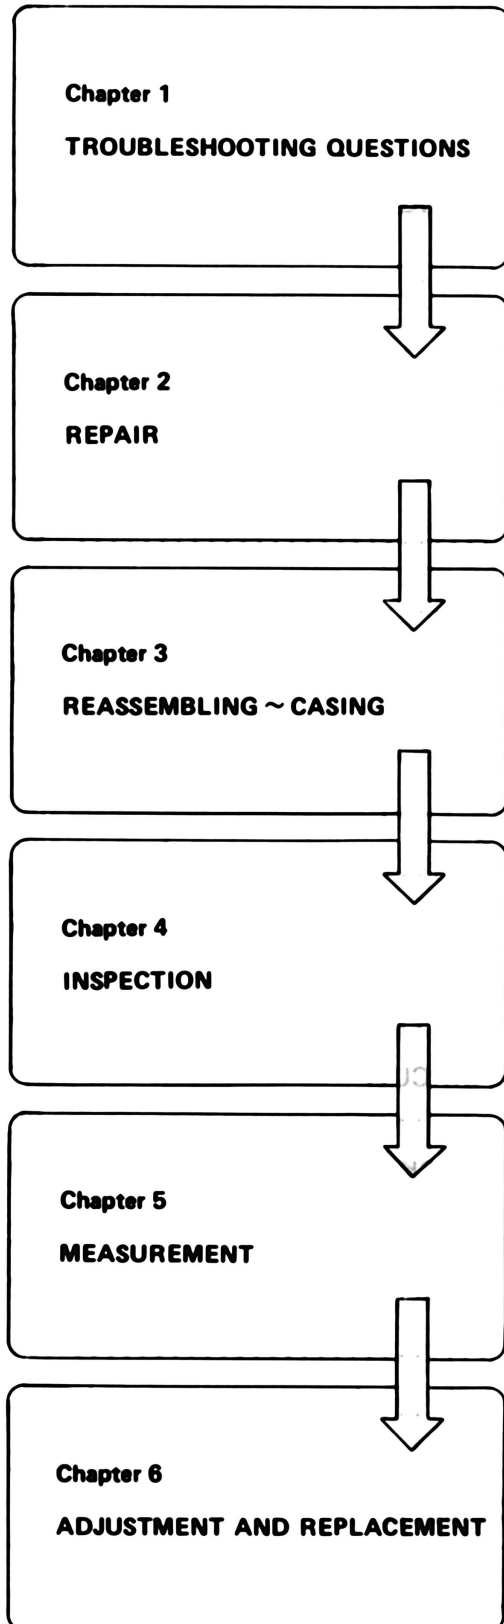 Chapter 1
TROUBLESHOOTING QUESTIONS
Chapter 2
REPAIR
Chapter 3
REASSEMBLING ~ CASING
Chapter 4
INSPECTION
Chapter 5
MEASUREMENT
Chapter 6
ADJUSTMENT AND REPLACEMENT